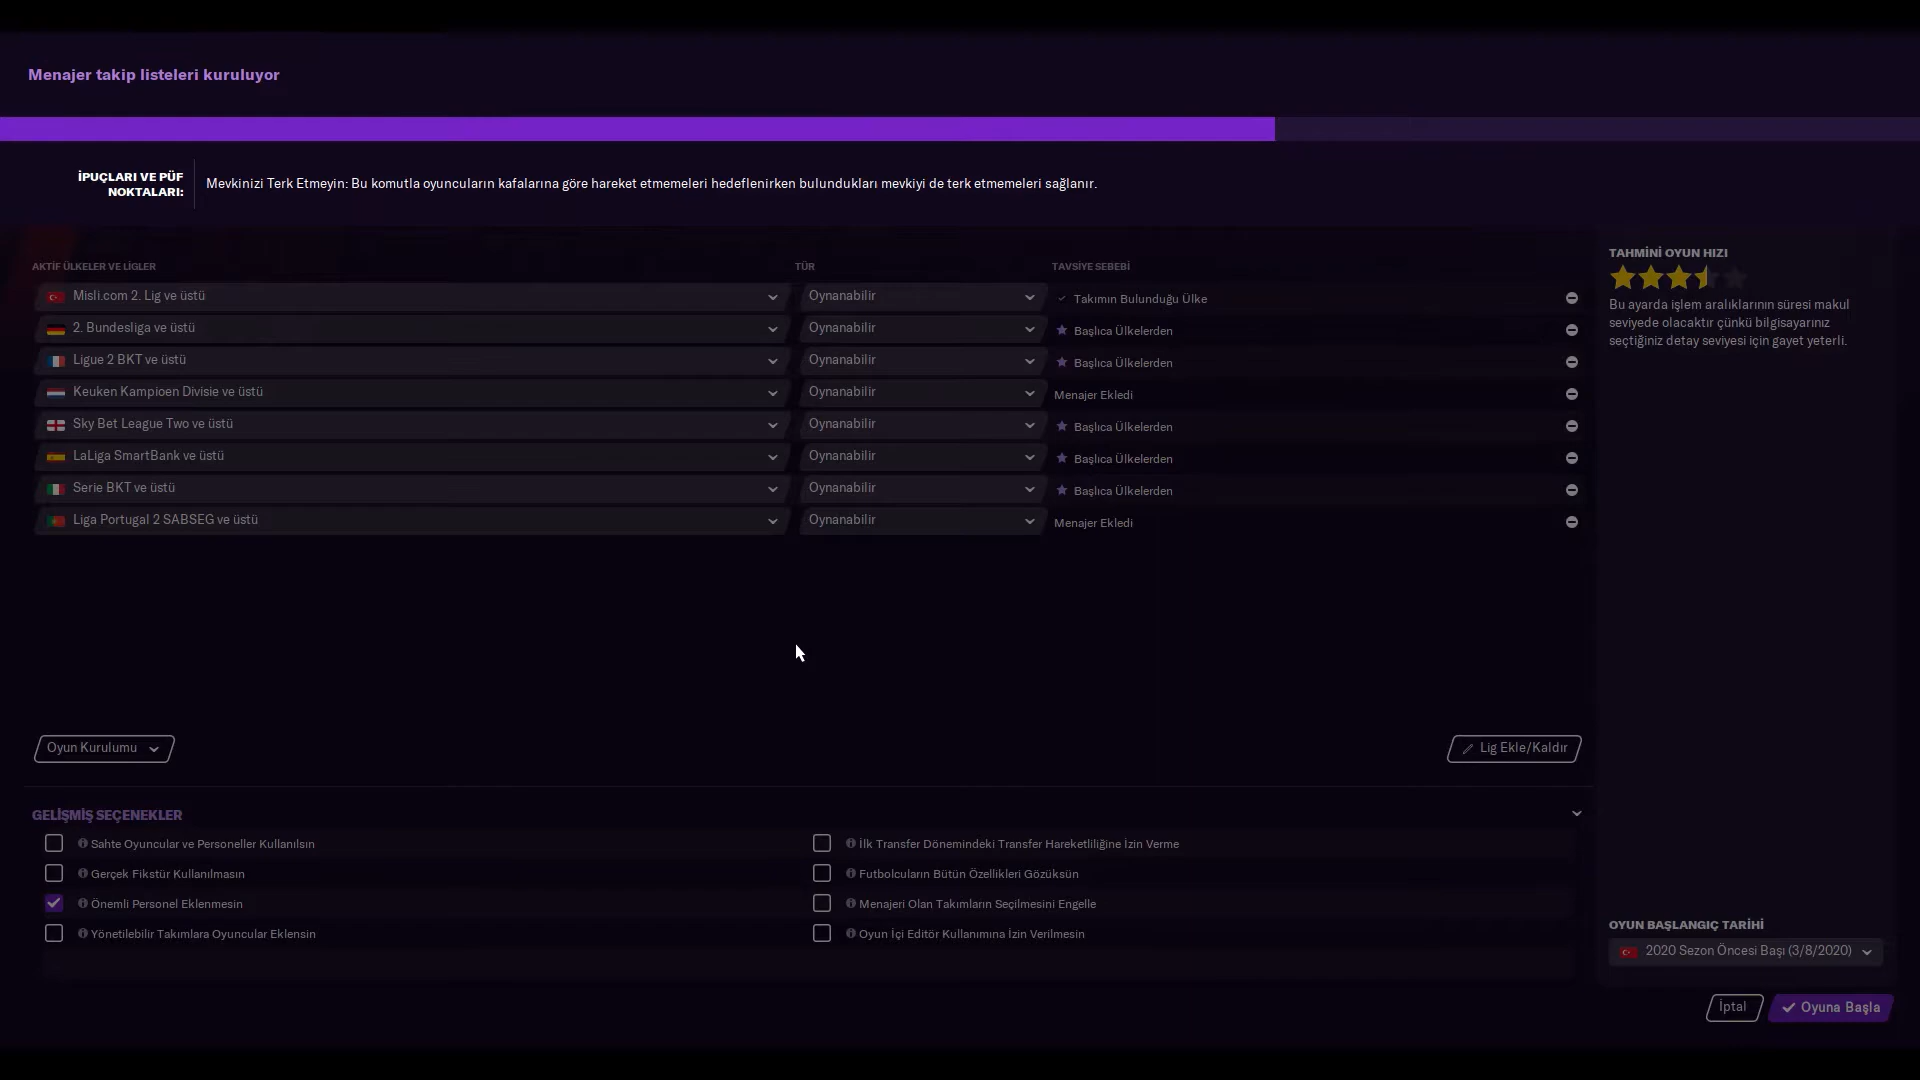 Menajer takip listeleri kuruluyor
İPUÇLARI VE PÜF
NOKTALARI:
Mevkinizi Terk Etmeyin: Bu komutla oyuncuların kafalarına göre hareket etmemeleri hedeflenirken bulundukları mevkiyi de terk etmemeleri sağlanır.
AKTİF ÜLKELER VE LİGLER TÜR TAVSİYE SEBEBİ
Misli.com 2. Lig ve üstü Oynanabilir Takımın Bulunduğu Ülke
2. Bundesliga ve üstü Oynanabilir Başlıca Ülkelerden
Ligue 2 BKT ve üstü Oynanabilir Başlıca Ülkelerden
Keuken Kampioen Divisie ve üstü Oynanabilir Menajer Ekledi
Sky Bet League Two ve üstü Oynanabilir Başlıca Ülkelerden
LaLiga SmartBank ve üstü Oynanabilir Başlıca Ülkelerden
Serie BKT ve üstü Oynanabilir Başlıca Ülkelerden
Liga Portugal 2 SABSEG ve üstü Oynanabilir Menajer Ekledi
TAHMİNİ OYUN HIZI
Bu ayarda işlem aralıklarının süresi makul
seviyede olacaktır çünkü bilgisayarınız
seçtiğiniz detay seviyesi için gayet yeterli.
Oyun Kurulumu Lig Ekle/Kaldır
GELİŞMİŞ SEÇENEKLER
Sahte Oyuncular ve Personeller Kullanılsın İlk Transfer Dönemindeki Transfer Hareketliliğine İzin Verme
Gerçek Fikstür Kullanılmasın Futbolcuların Bütün Özellikleri Gözüksün
Önemli Personel Eklenmesin Menajeri Olan Takımların Seçilmesini Engelle
Yönetilebilir Takımlara Oyuncular Eklensin Oyun İçi Editör Kullanımına İzin Verilmesin
OYUN BAŞLANGIÇ TARİHİ
2020 Sezon Öncesi Başı (3/8/2020)
İptal Oyuna Başla